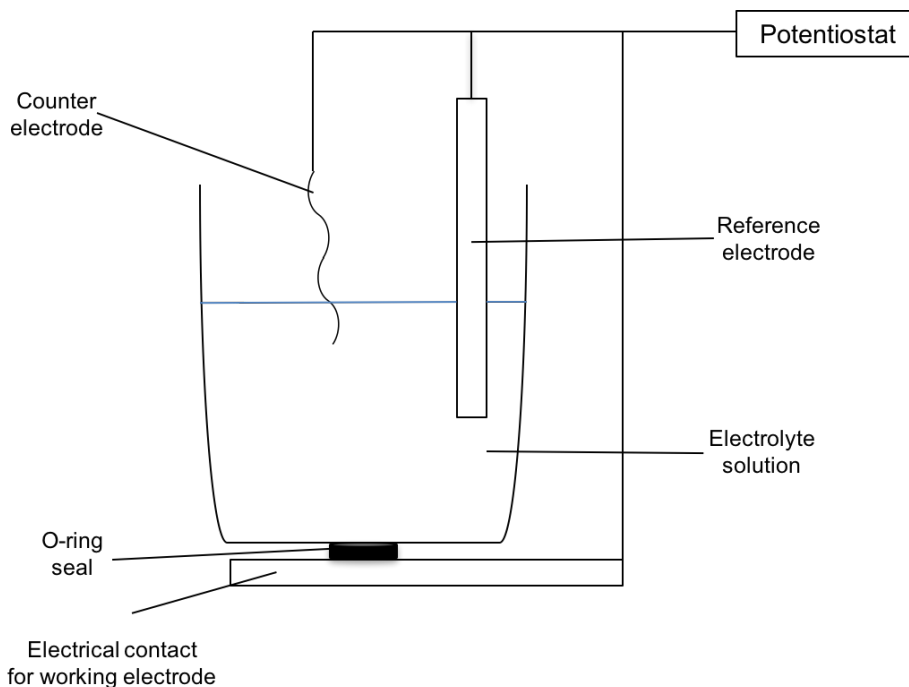 Potentiostat
Counter
electrode
Reference
electrode
Electrolyte
solution
O-ring
seal
Electrical contact
for working electrode